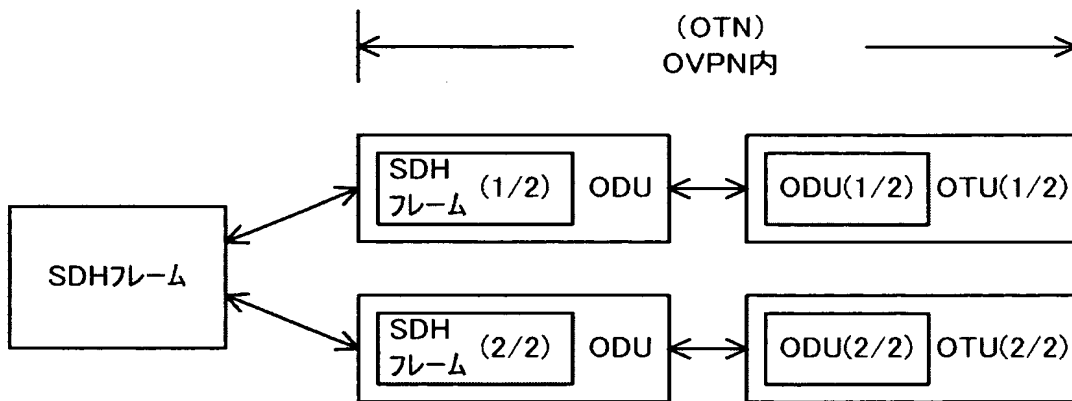 (OTN)
OVPN内
SDH
フレーム (1/2) ODU
ODU(1/2) OTU(1/2)
SDHフレーム
SDH
フレーム (2/2) ODU
ODU(2/2) OTU(2/2)